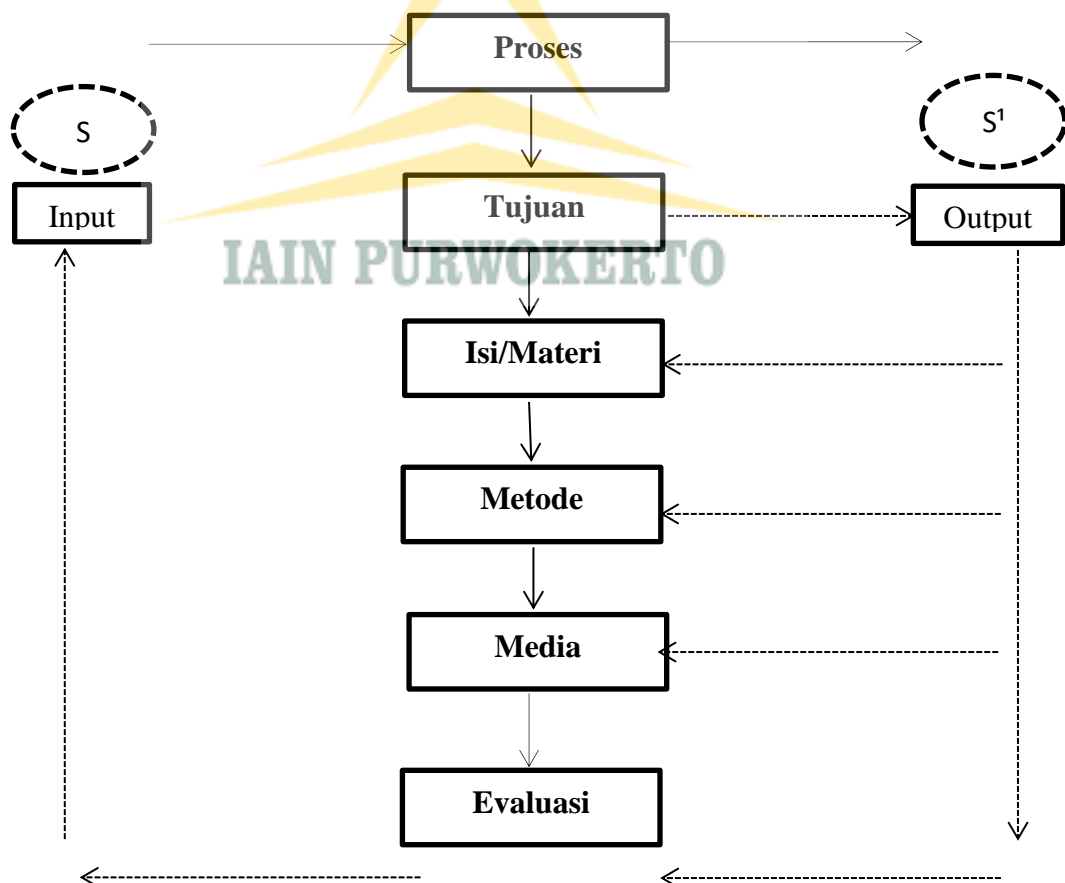 Proses
S
S¹
Input
Tujuan
Output
IAIN PURWOKERTO
Isi/Materi
Metode
Media
Evaluasi